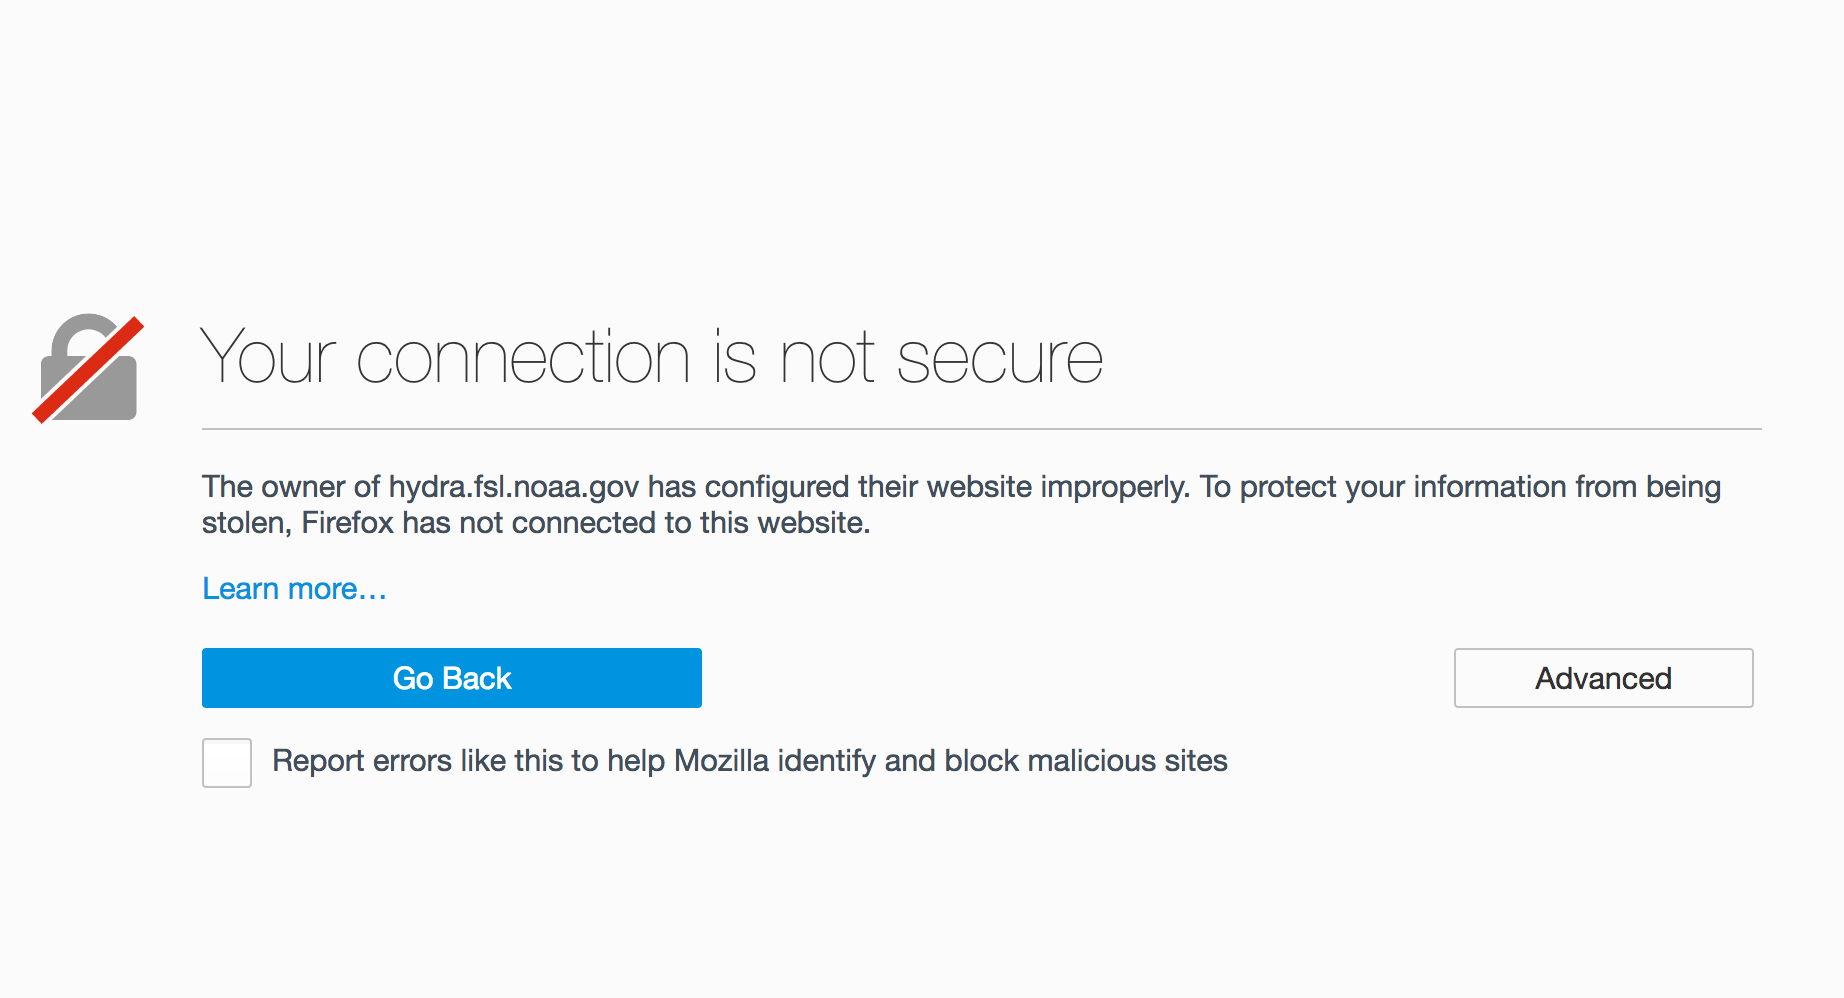 Your connection is not secure
The owner of hydra.fsl.noaa.gov has configured their website improperly. To protect your information from being
stolen, Firefox has not connected to this website.
Learn more…
Go Back
Advanced
Report errors like this to help Mozilla identify and block malicious sites